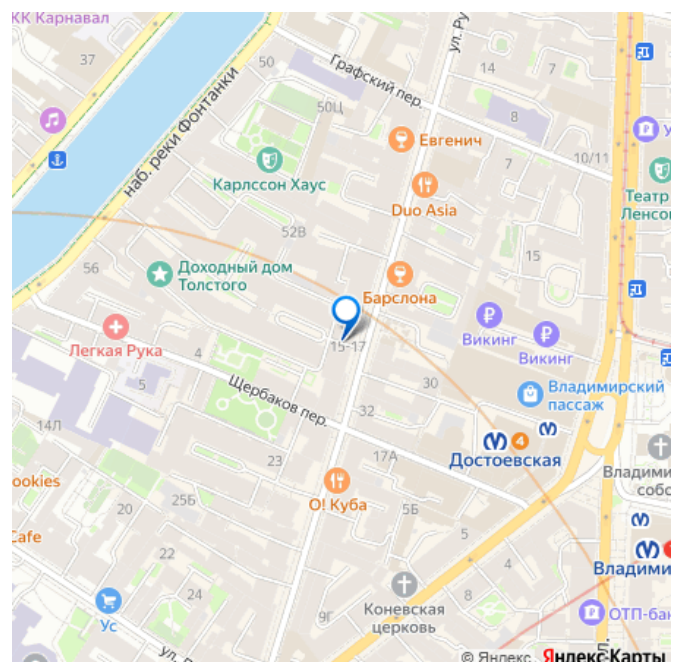 КК Карнавал
37
50
Графский пер.
ул. Ру
14
7
50Ц
8
Евгенич
наб. реки Фонтанки
Карлссон Хаус
7
10/11
Duo Asia
Театр
Ленсо
52В
15
56
Доходный дом
Толстого
Барслона
Викинг
Викинг
Легкая Рука
4
15-17
5
30
Щербаков пер.
32
Владимирский
пассаж
14Л
4
Достоевская
17А
23
Владими
собо
ookies
О! Куба
25Б
20
5Б
Cafe
5
22
4
Владими
24
Ус
Коневская
церковь
8
9Г
ОТП-бан
ул. Л
Л.
© Яндекс Яндекс Карты